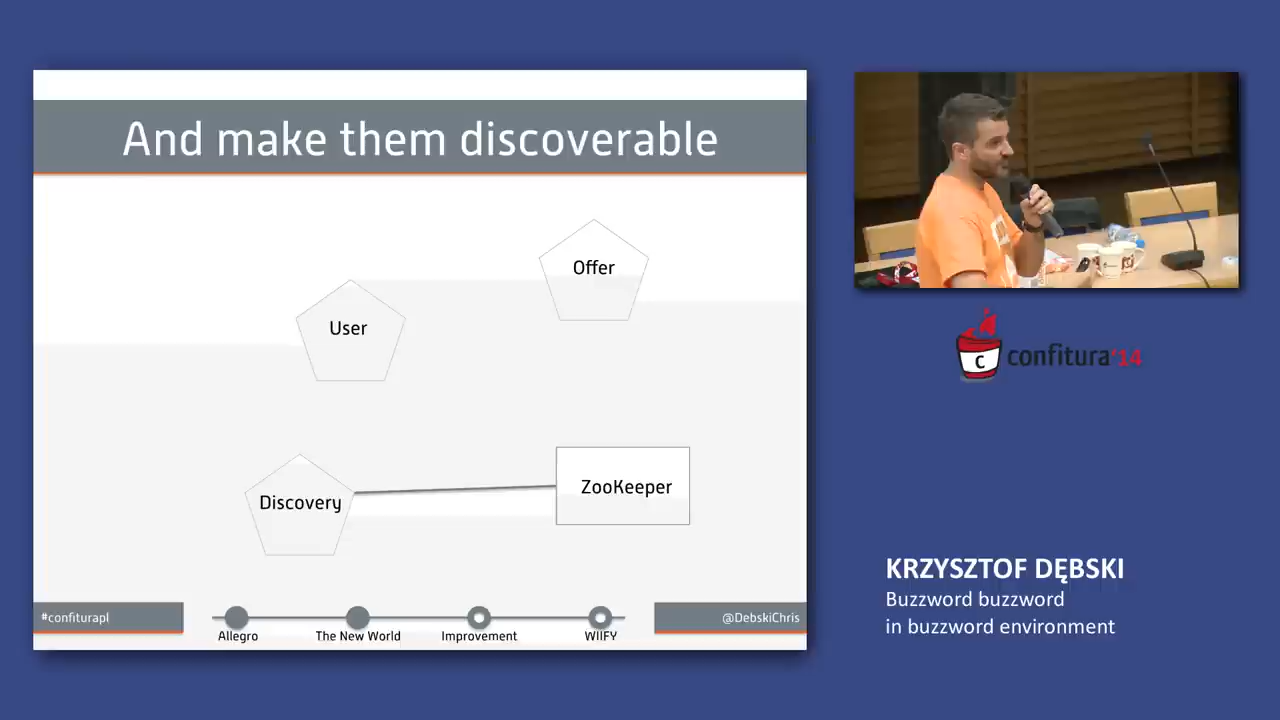 And make them discoverable
Offer
User
Discovery
ZooKeeper
#confiturapl
Allegro
The New World
Improvement
WIIFY
@DebskiChris
C
confitura'14
KRZYSZTOF DĘBSKI
Buzzword buzzword
in buzzword environment